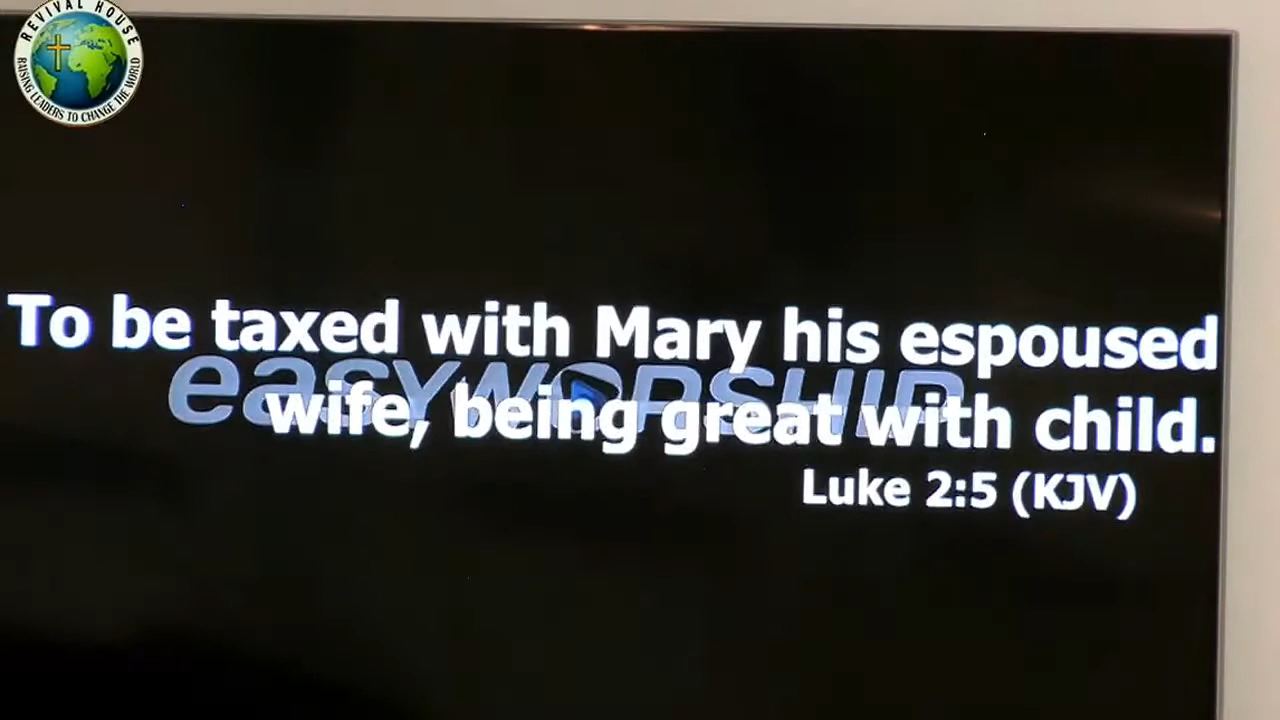 REVIVAL HOUSE
RAISING LEADERS TO CHANGE THE WORLD
To be taxed with Mary his espoused
easyworship
wife, being great with child.
Luke 2:5 (KJV)